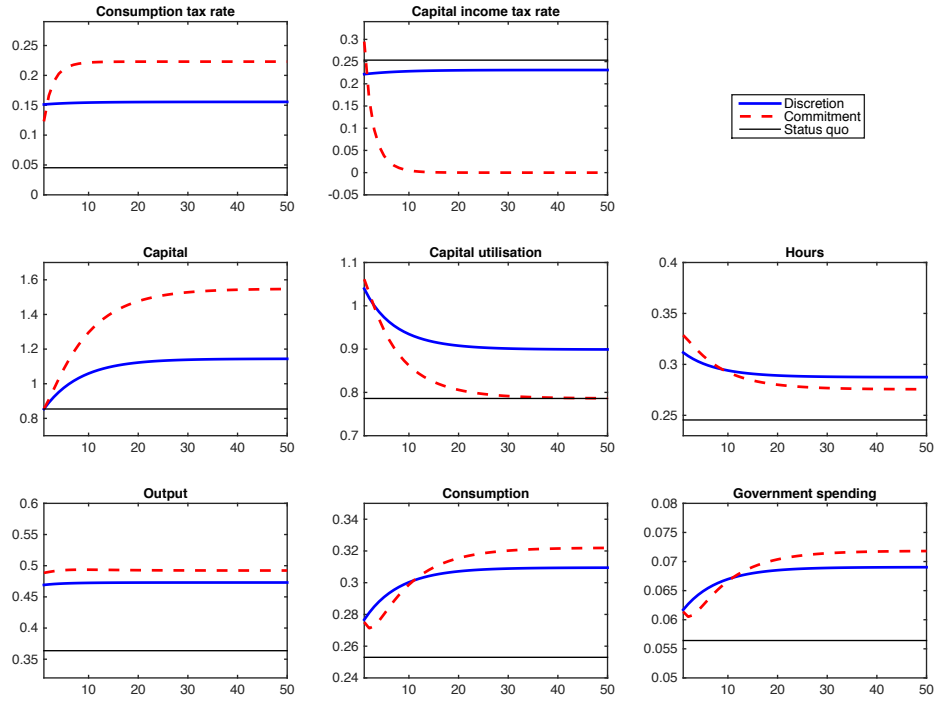 Consumption tax rate
0.25
0.2
0.15
0.1
0.05
0
10 20 30 40 50
Capital income tax rate
0.3
0.25
0.2
0.15
0.1
0.05
0
-0.05
10 20 30 40 50
Discretion
Commitment
Status quo
Capital
1.6
1.4
1.2
1
0.8
10 20 30 40 50
Capital utilisation
1.1
1
0.9
0.8
0.7
10 20 30 40 50
Hours
0.4
0.35
0.3
0.25
10 20 30 40 50
Output
0.6
0.55
0.5
0.45
0.4
0.35
10 20 30 40 50
Consumption
0.34
0.32
0.3
0.28
0.26
0.24
10 20 30 40 50
Government spending
0.08
0.075
0.07
0.065
0.06
0.055
0.05
10 20 30 40 50